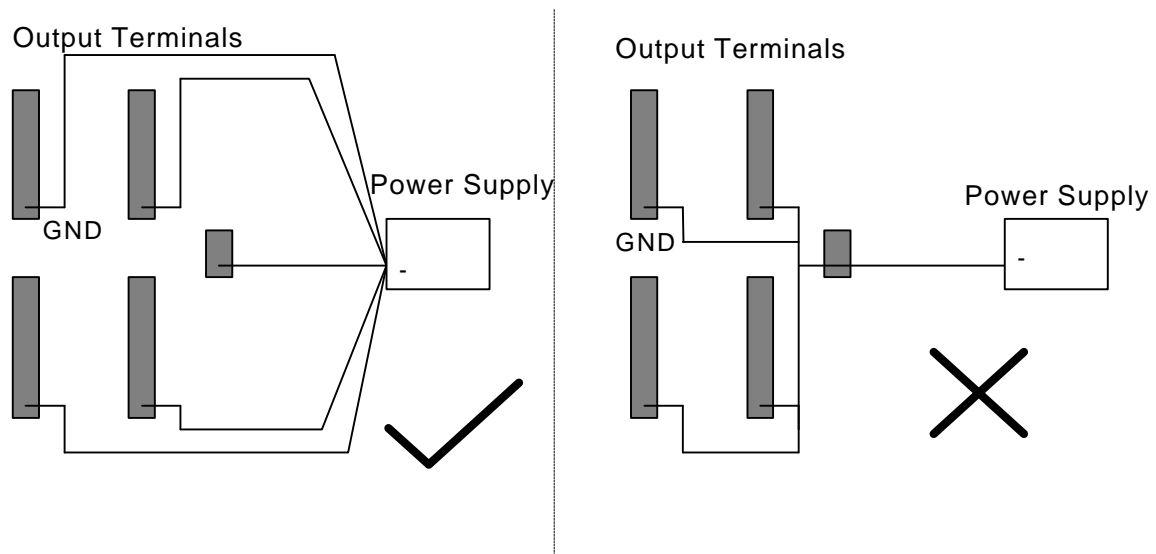 Output Terminals
Power Supply
GND
-
Output Terminals
Power Supply
GND
-